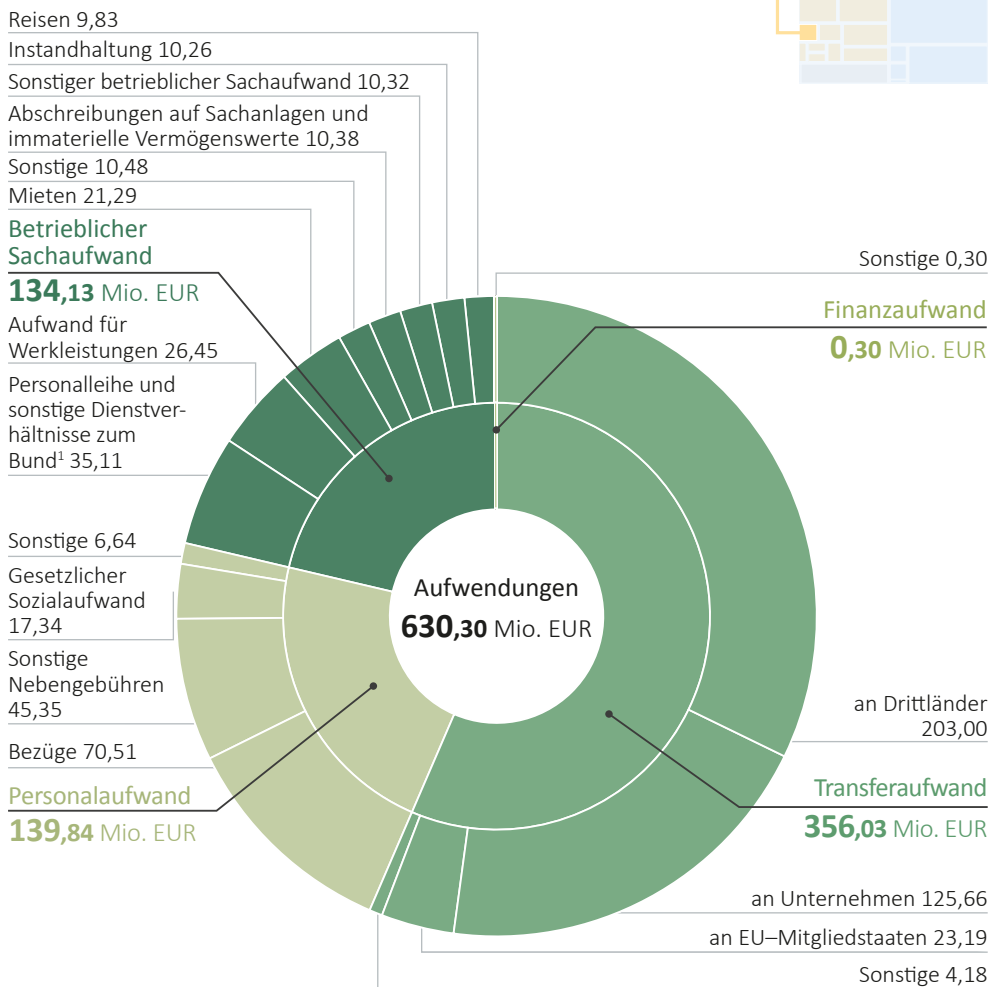 Reisen 9,83
Instandhaltung 10,26
Sonstiger betrieblicher Sachaufwand 10,32
Abschreibungen auf Sachanlagen und
immaterielle Vermögenswerte 10,38
Sonstige 10,48
Mieten 21,29
Betrieblicher
Sachaufwand
134,13 Mio. EUR
Aufwand für
Werkleistungen 26,45
Personalleihe und
sonstige Dienstver-
hältnisse zum
Bund¹ 35,11
Sonstige 6,64
Gesetzlicher
Sozialaufwand
17,34
Sonstige
Nebengebühren
45,35
Bezüge 70,51
Personalaufwand
139,84 Mio. EUR
Aufwendungen
630,30 Mio. EUR
Sonstige 0,30
Finanzaufwand
0,30 Mio. EUR
an Drittländer
203,00
Transferaufwand
356,03 Mio. EUR
an Unternehmen 125,66
an EU–Mitgliedstaaten 23,19
Sonstige 4,18